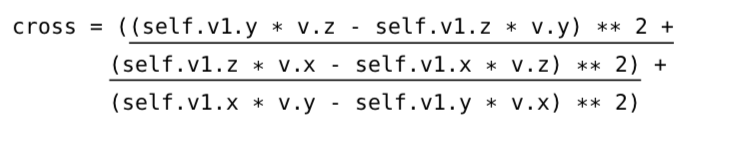 cross = ((self.v1.y * v.z - self.v1.z * v.y) ** 2 +
(self.v1.z * v.x - self.v1.x * v.z) ** 2) +
(self.v1.x * v.y - self.v1.y * v.x) ** 2)